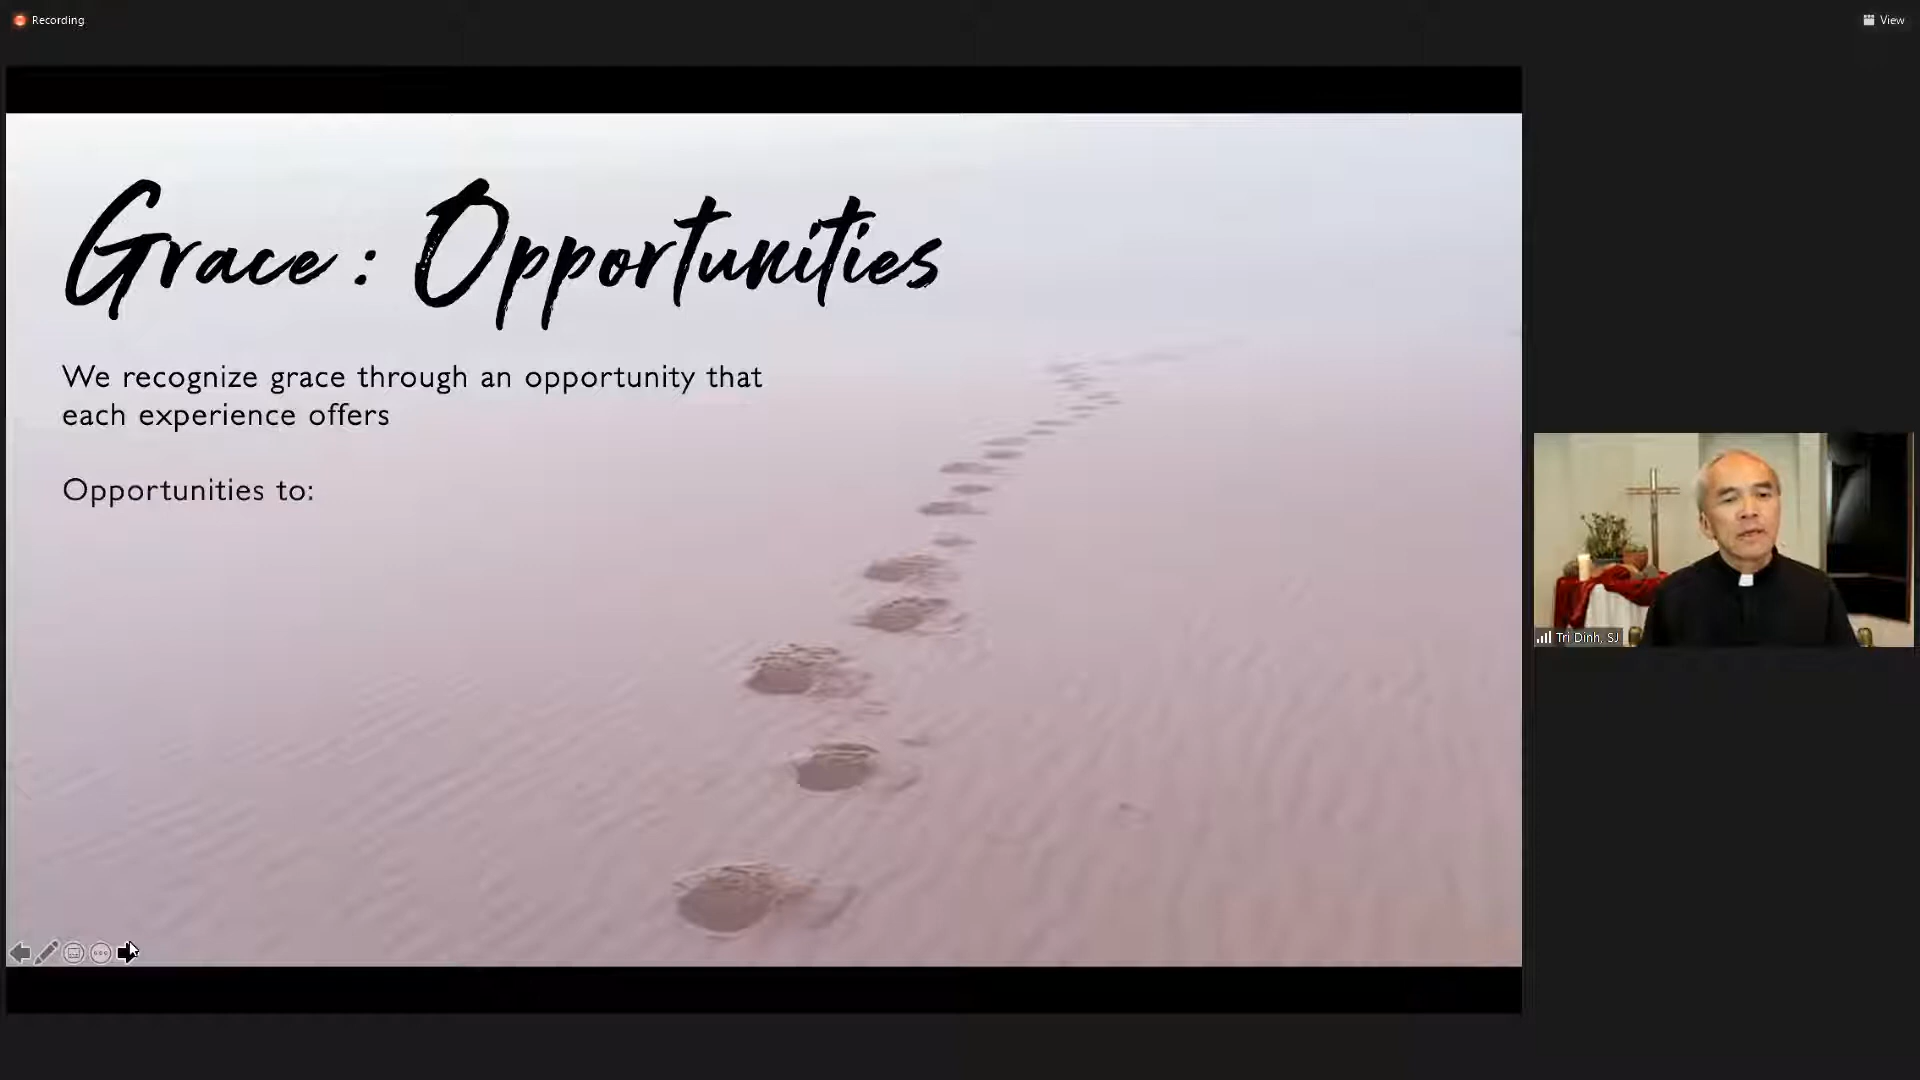 Recording
View
Grace : Opportunities
We recognize grace through an opportunity that
each experience offers
Opportunities to:
Tri Dinh, SJ